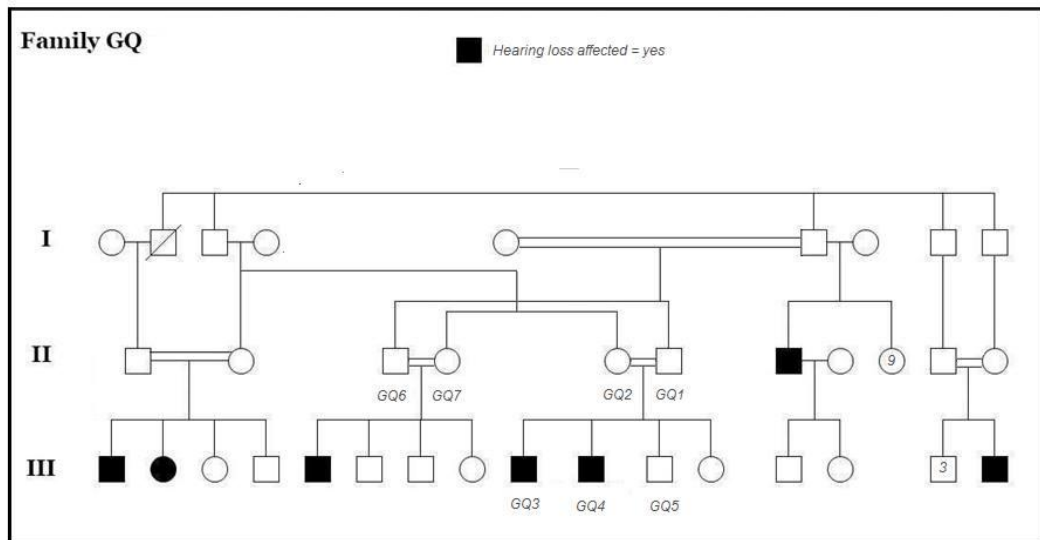 Family GQ
Hearing loss affected = yes
I
II
GQ6 GQ7 GQ2 GQ1 9
III
GQ3 GQ4 GQ5 3